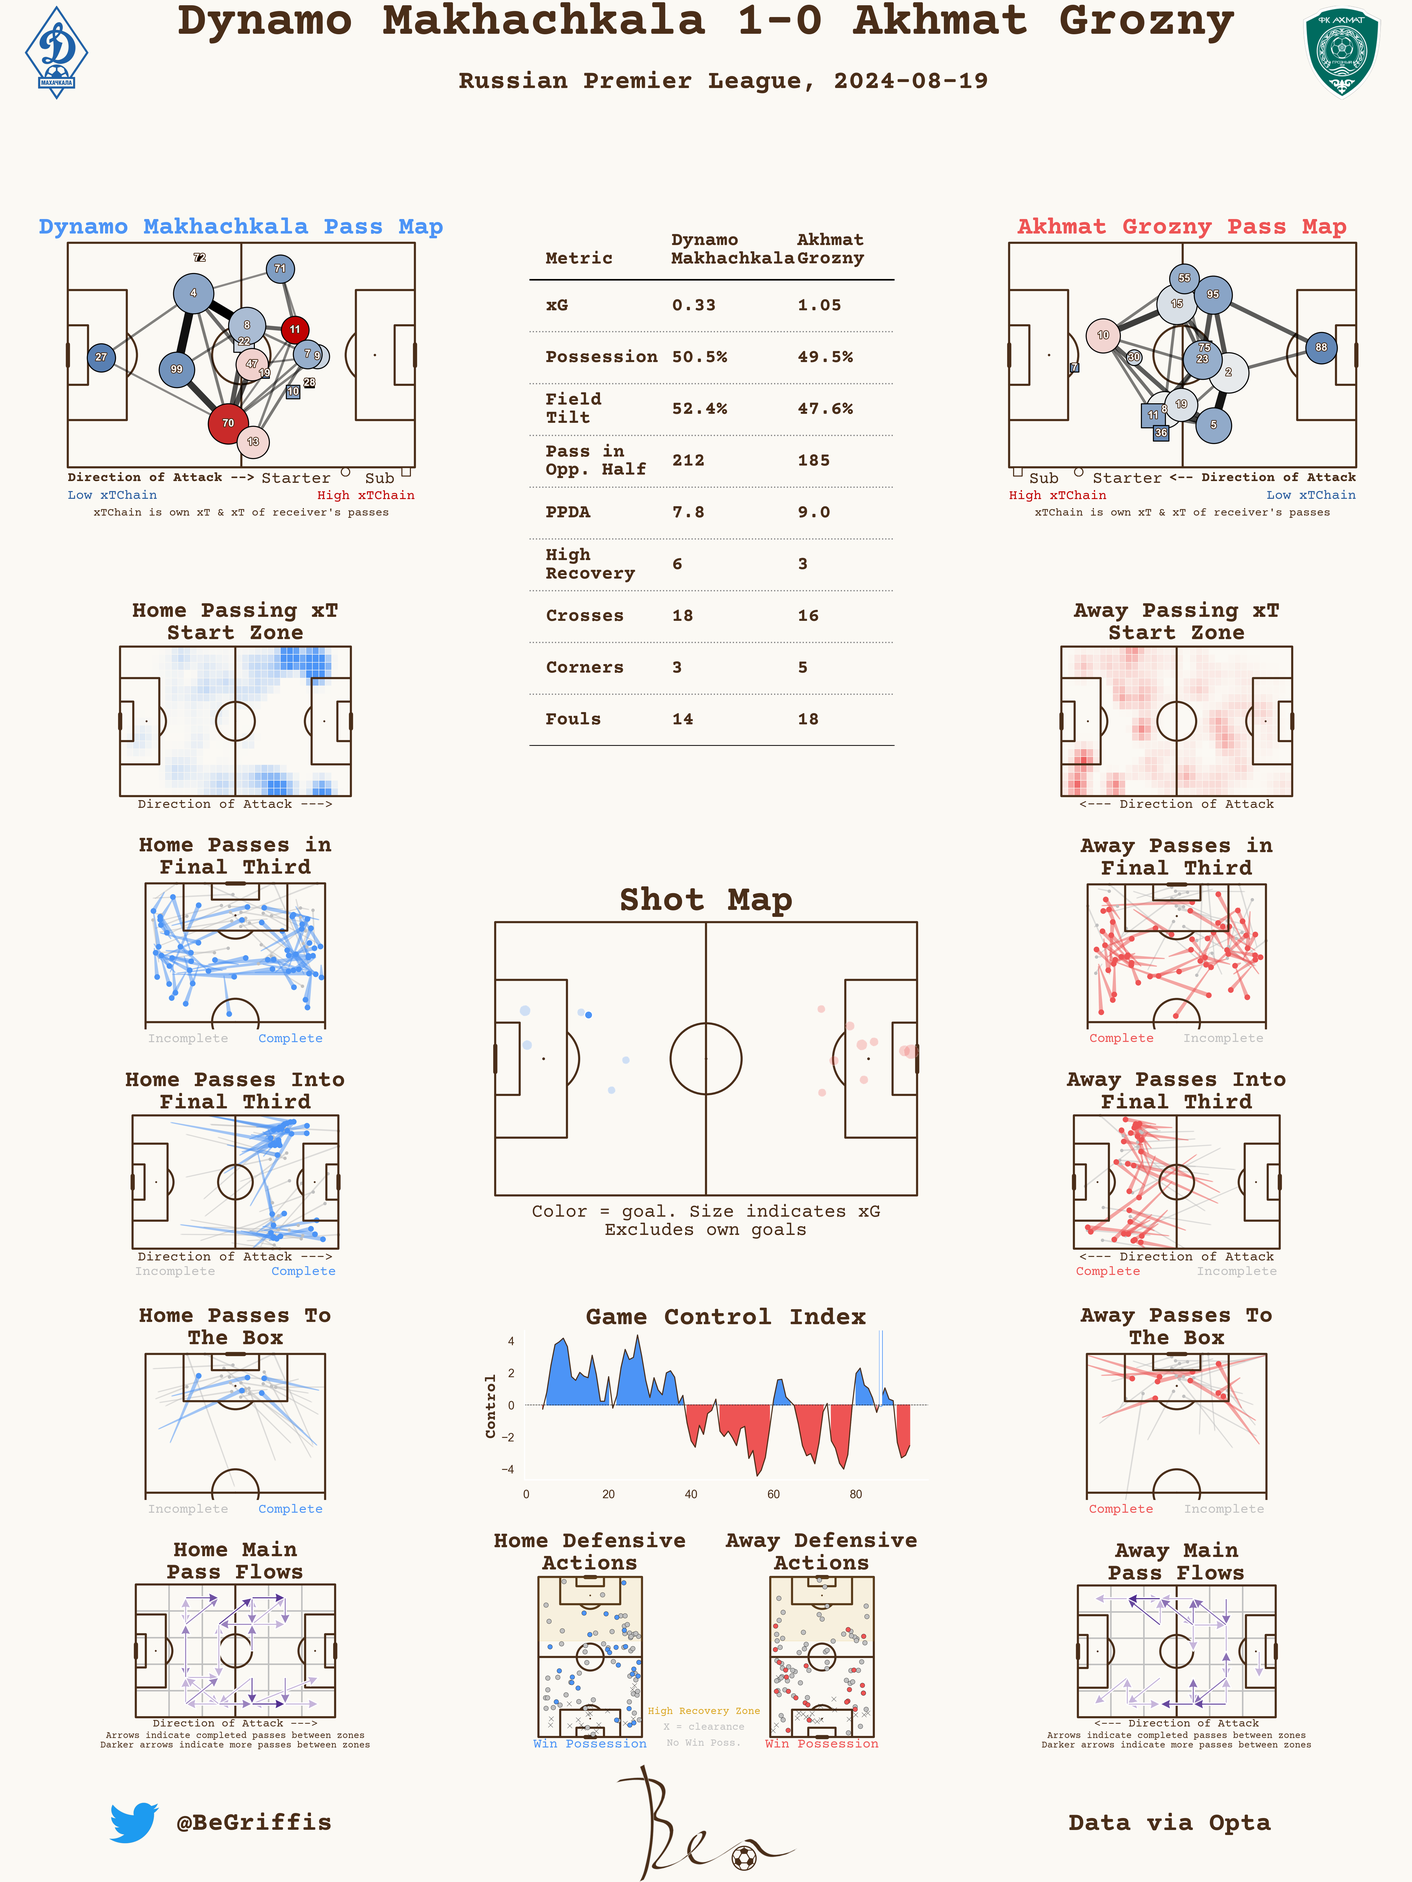 Dynamo Makhachkala 1-0 Akhmat Grozny
Russian Premier League, 2024-08-19
МАХАЧКАЛА
ФК АХМАТ
ГРОЗНЫЙ
Dynamo Makhachkala Pass Map
72
71
4
8
11
22
7
9
27
99
47
19
28
10
70
13
Direction of Attack --> Starter Sub
Low xTChain High xTChain
xTChain is own xT & xT of receiver's passes
Metric Dynamo Makhachkala Akhmat Grozny
xG 0.33 1.05
Possession 50.5% 49.5%
Field Tilt 52.4% 47.6%
Pass in Opp. Half 212 185
PPDA 7.8 9.0
High Recovery 6 3
Crosses 18 16
Corners 3 5
Fouls 14 18
Akhmat Grozny Pass Map
55
95
15
10
75
88
30
23
7
2
19
8
11
5
36
Sub Starter <-- Direction of Attack
High xTChain Low xTChain
xTChain is own xT & xT of receiver's passes
Home Passing xT
Start Zone
Direction of Attack --->
Away Passing xT
Start Zone
<--- Direction of Attack
Home Passes in
Final Third
Incomplete Complete
Away Passes in
Final Third
Complete Incomplete
Shot Map
Color = goal. Size indicates xG
Excludes own goals
Home Passes Into
Final Third
Direction of Attack --->
Incomplete Complete
Away Passes Into
Final Third
<--- Direction of Attack
Complete Incomplete
Home Passes To
The Box
Incomplete Complete
Game Control Index
Control
4
2
0
−2
−4
0 20 40 60 80
Away Passes To
The Box
Complete Incomplete
Home Main
Pass Flows
Direction of Attack --->
Arrows indicate completed passes between zones
Darker arrows indicate more passes between zones
Home Defensive
Actions
Win Possession
Away Defensive
Actions
Win Possession
High Recovery Zone
X = clearance
No Win Poss.
Away Main
Pass Flows
<--- Direction of Attack
Arrows indicate completed passes between zones
Darker arrows indicate more passes between zones
@BeGriffis
Ben
Data via Opta